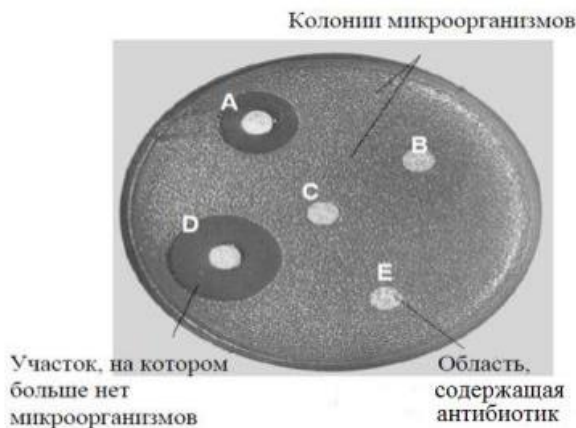 Колонии микроорганизмов
A
B
C
D
E
Участок, на котором
больше нет
микроорганизмов
Область,
содержащая
антибиотик